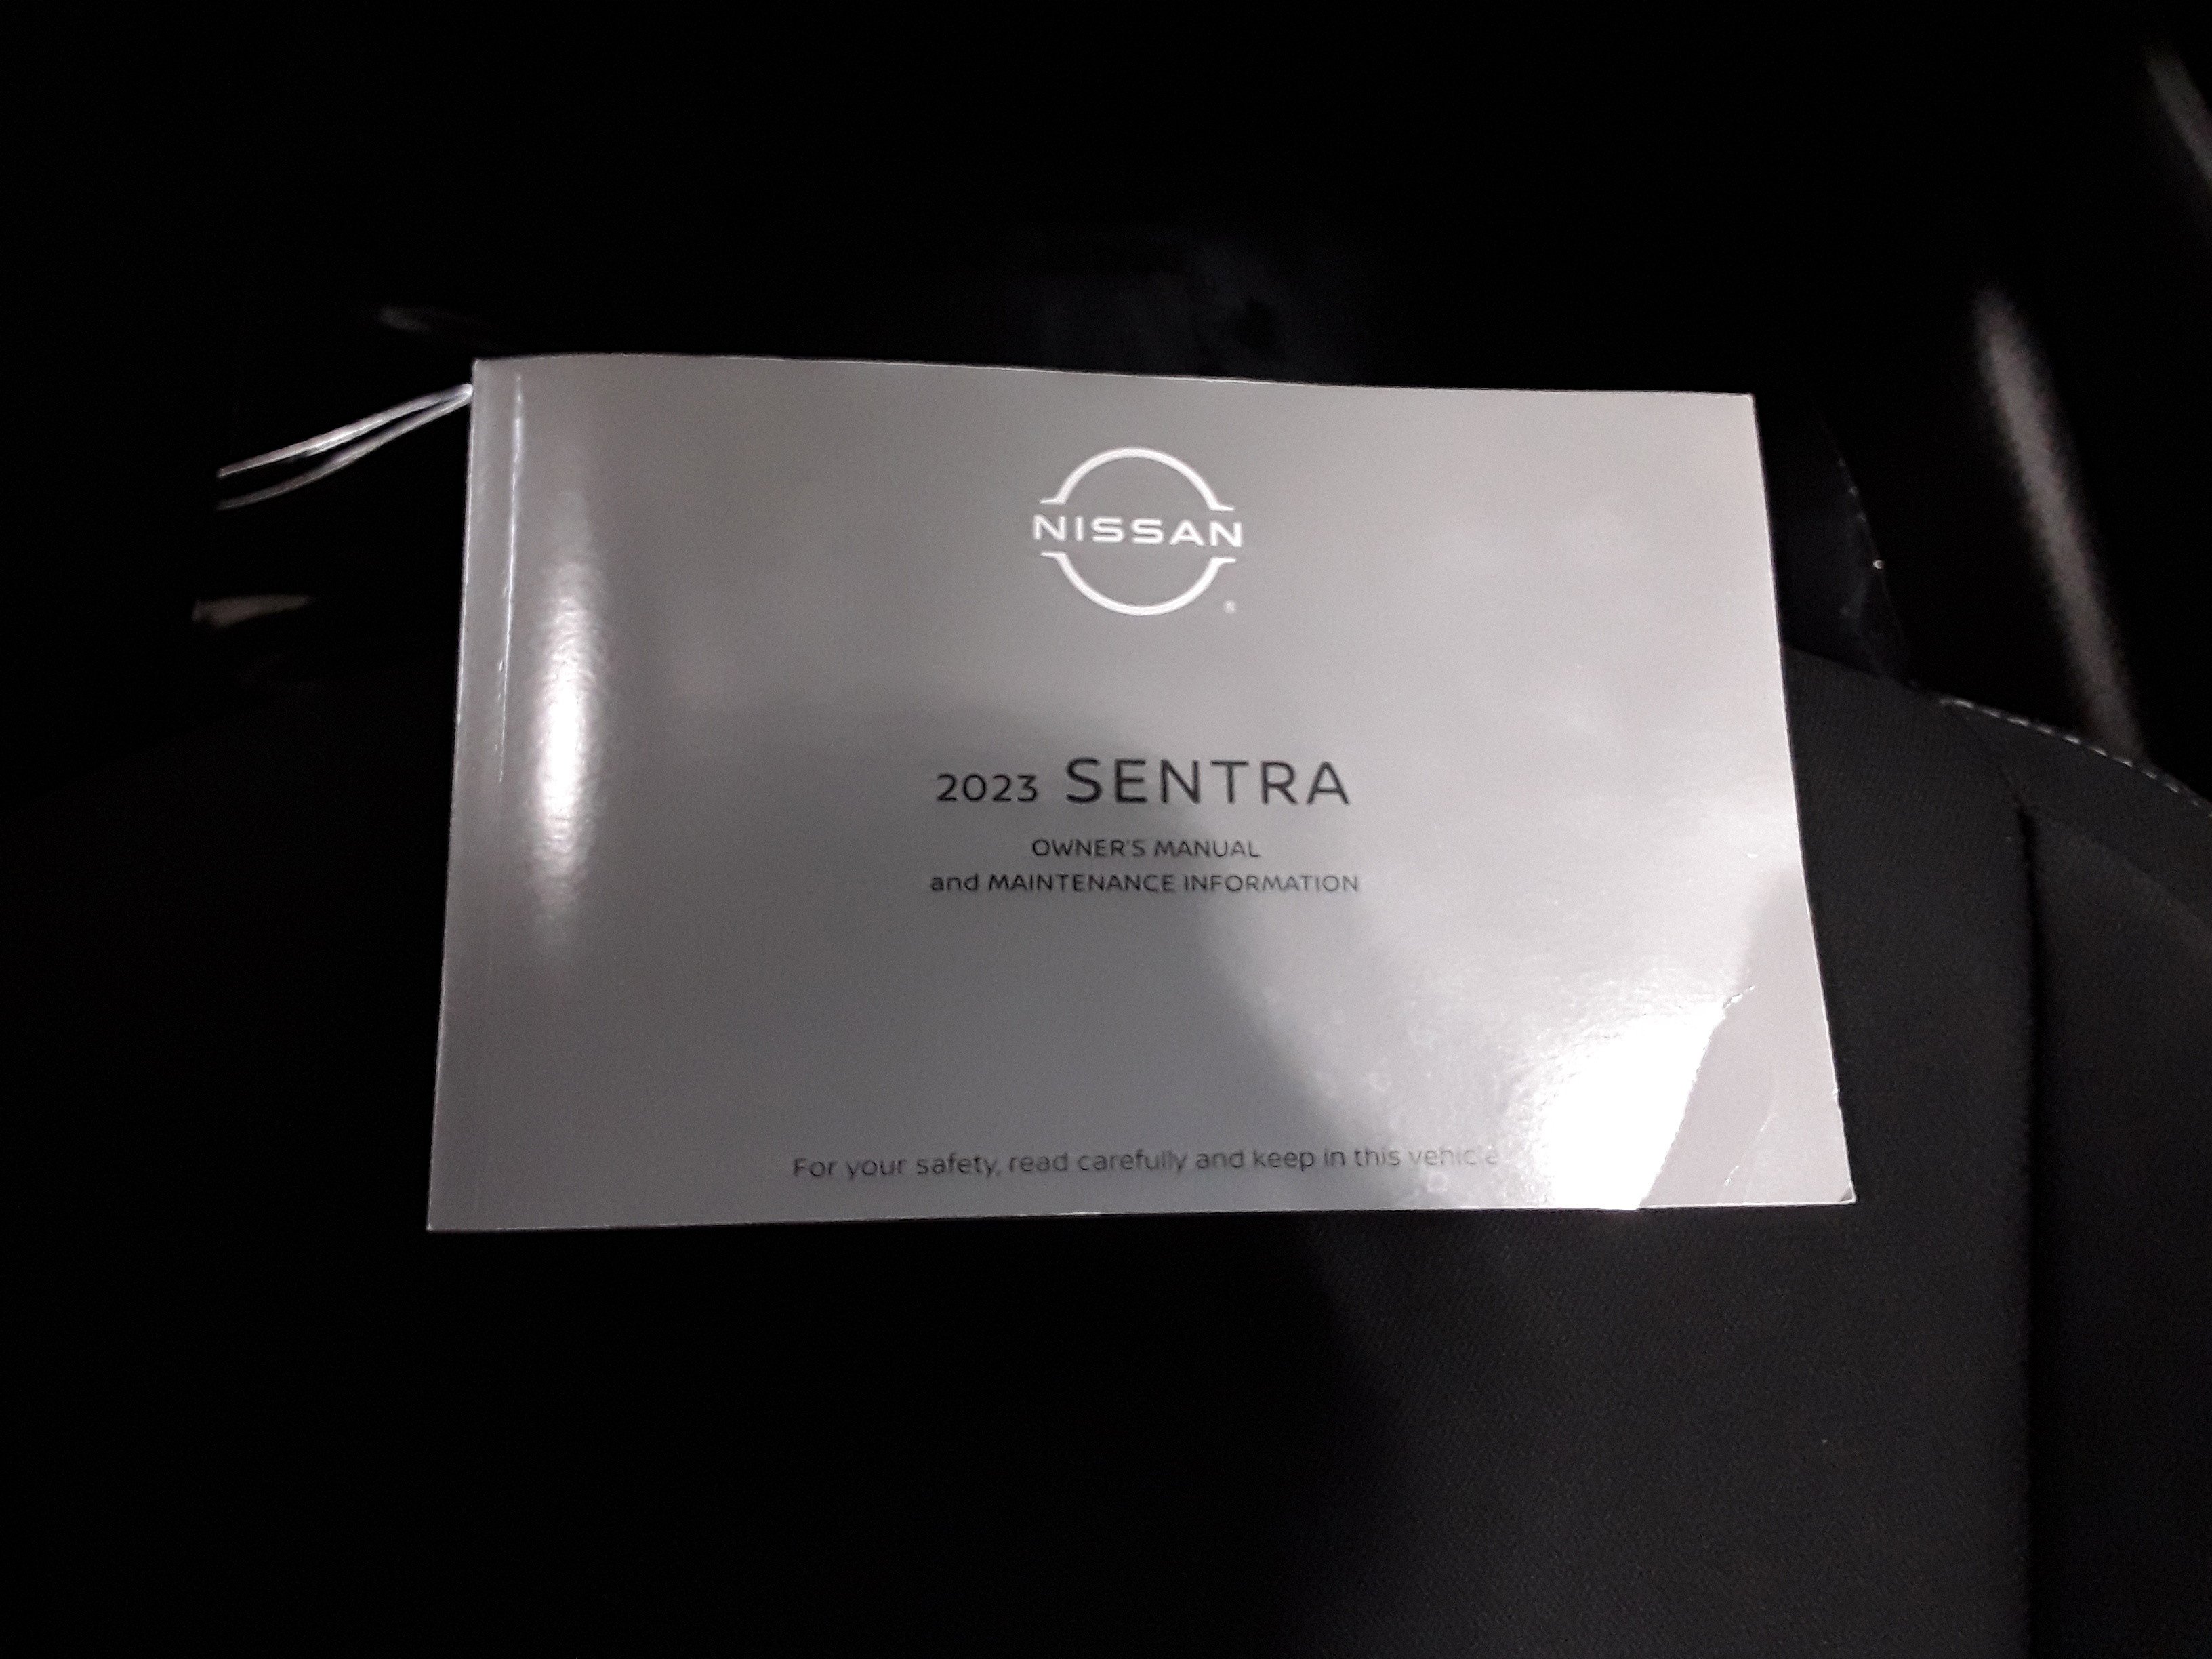 NISSAN
®
2023 SENTRA
OWNER'S MANUAL
and MAINTENANCE INFORMATION
For your safety, read carefully and keep in this vehicle